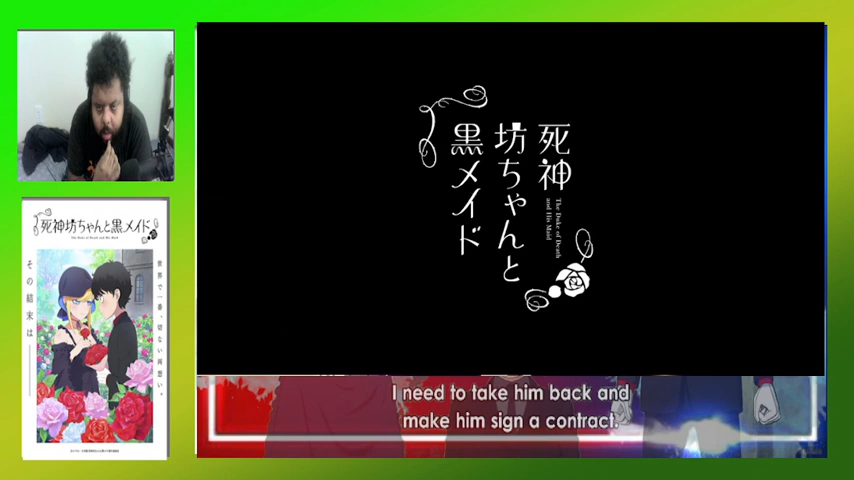 死神
坊ちゃんと
黒メイド
The Duke of Death
and His Maid
I need to take him back and
make him sign a contract.
死神坊ちゃんと黒メイド
The Duke of Death and His Maid
世界で一番、切ない両想い。
その結末は